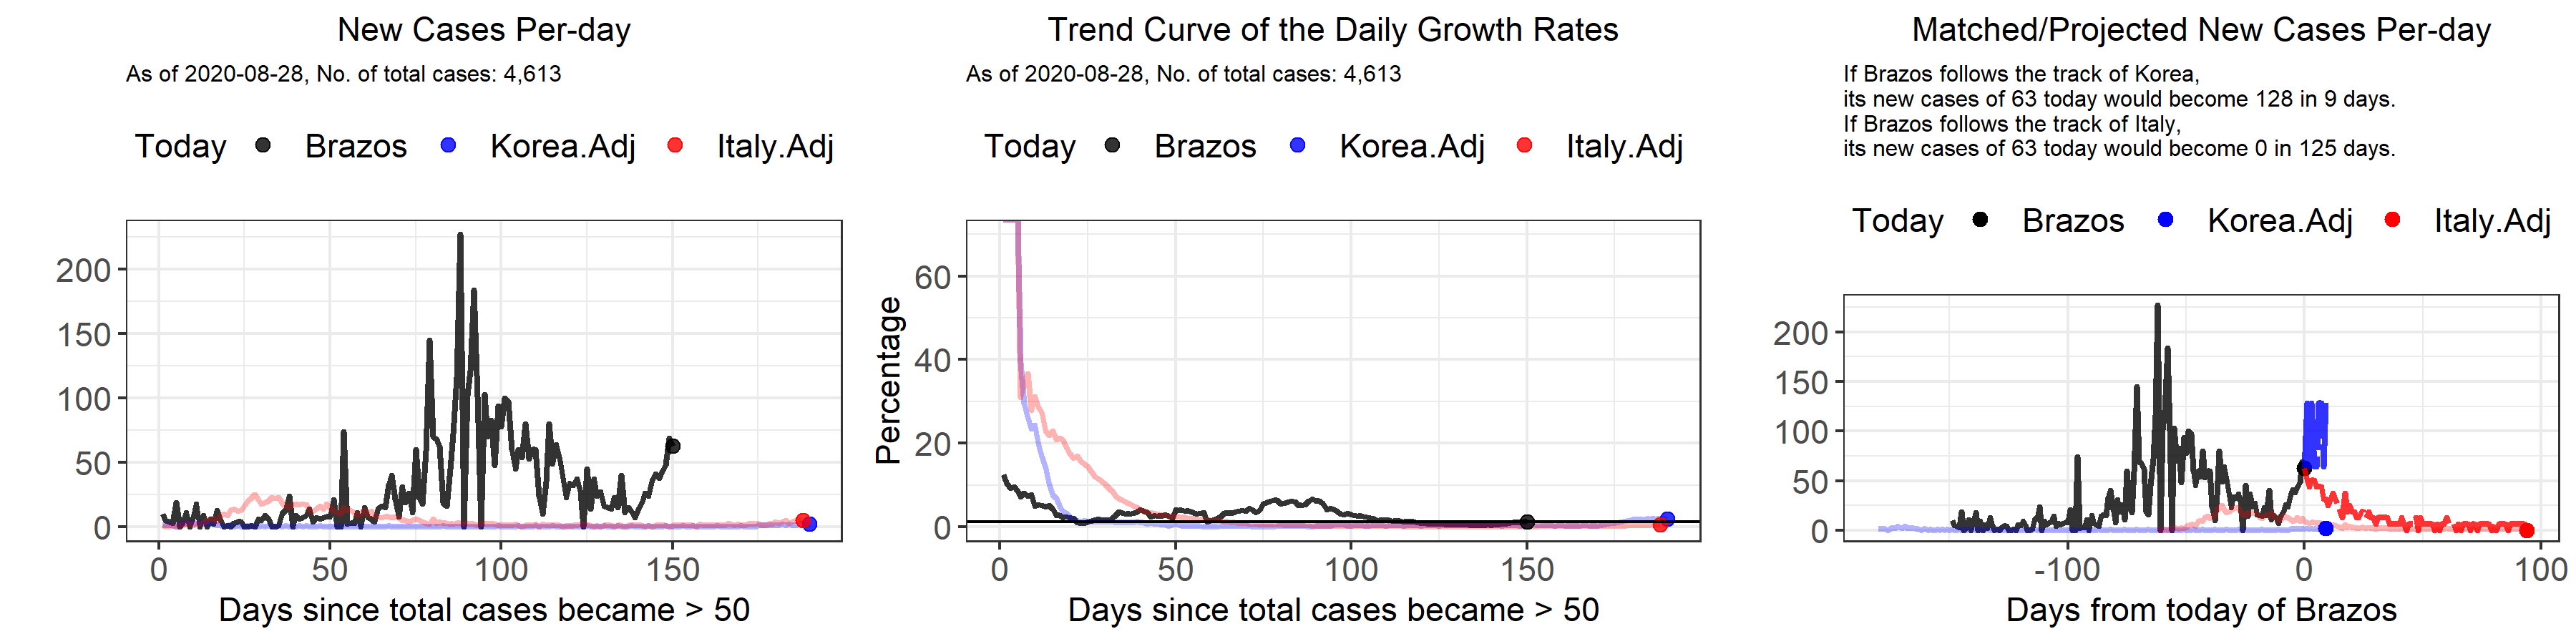 New Cases Per-day
As of 2020-08-28, No. of total cases: 4,613
Today Brazos Korea.Adj Italy.Adj
200
150
100
50
0
0 50 100 150
Days since total cases became > 50
Trend Curve of the Daily Growth Rates
As of 2020-08-28, No. of total cases: 4,613
Today Brazos Korea.Adj Italy.Adj
Percentage
60
40
20
0
0 50 100 150
Days since total cases became > 50
Matched/Projected New Cases Per-day
If Brazos follows the track of Korea,
its new cases of 63 today would become 128 in 9 days.
If Brazos follows the track of Italy,
its new cases of 63 today would become 0 in 125 days.
Today Brazos Korea.Adj Italy.Adj
200
150
100
50
0
-100 0 100
Days from today of Brazos